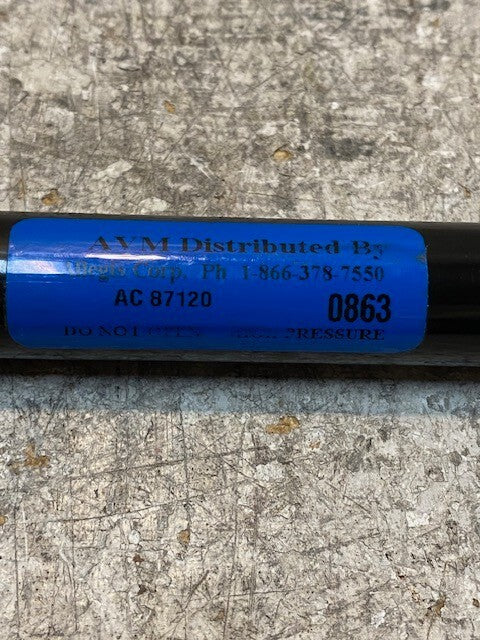 AVM Distributed By
Corp. Ph 1-866-378-7550
AC 87120 0863
DO NOT PRESSURE